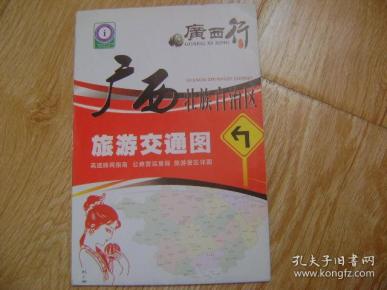 廣西行
GUANG XI XING
广西
壮族自治区
旅游交通图
高速路网指南 公路营运里程 旅游景区详图
孔夫子旧书网
www.kongfz.com